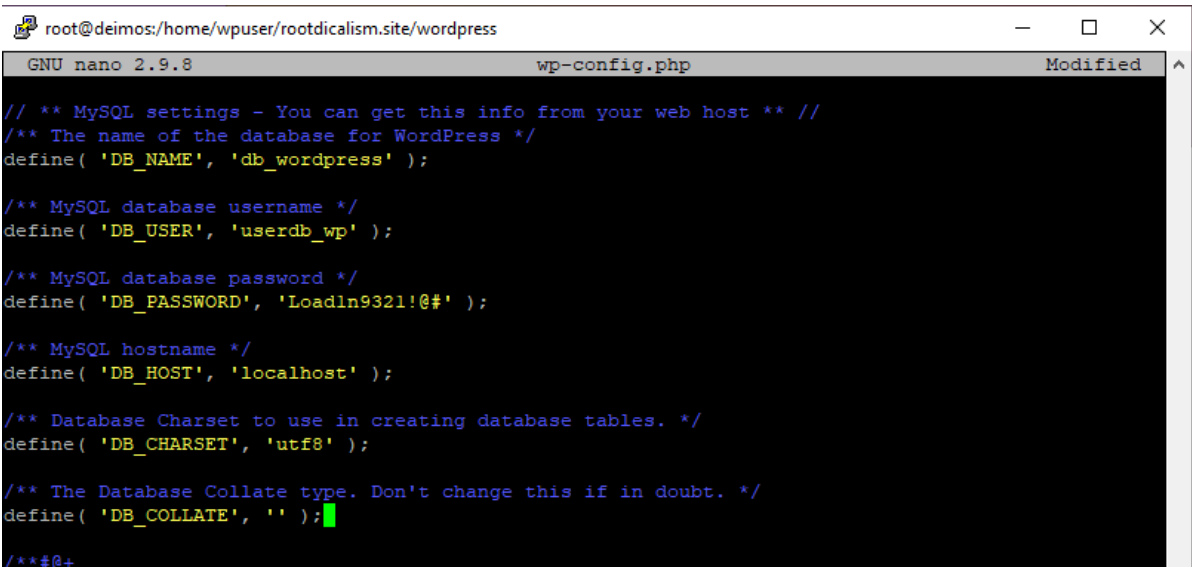 root@deimos:/home/wpuser/rootdicalism.site/wordpress
GNU nano 2.9.8 wp-config.php Modified
// ** MySQL settings - You can get this info from your web host ** //
/** The name of the database for WordPress */
define( 'DB_NAME', 'db_wordpress' );
/** MySQL database username */
define( 'DB_USER', 'userdb_wp' );
/** MySQL database password */
define( 'DB_PASSWORD', 'Loadln9321!@#' );
/** MySQL hostname */
define( 'DB_HOST', 'localhost' );
/** Database Charset to use in creating database tables. */
define( 'DB_CHARSET', 'utf8' );
/** The Database Collate type. Don't change this if in doubt. */
define( 'DB_COLLATE', '' );
/**#@+